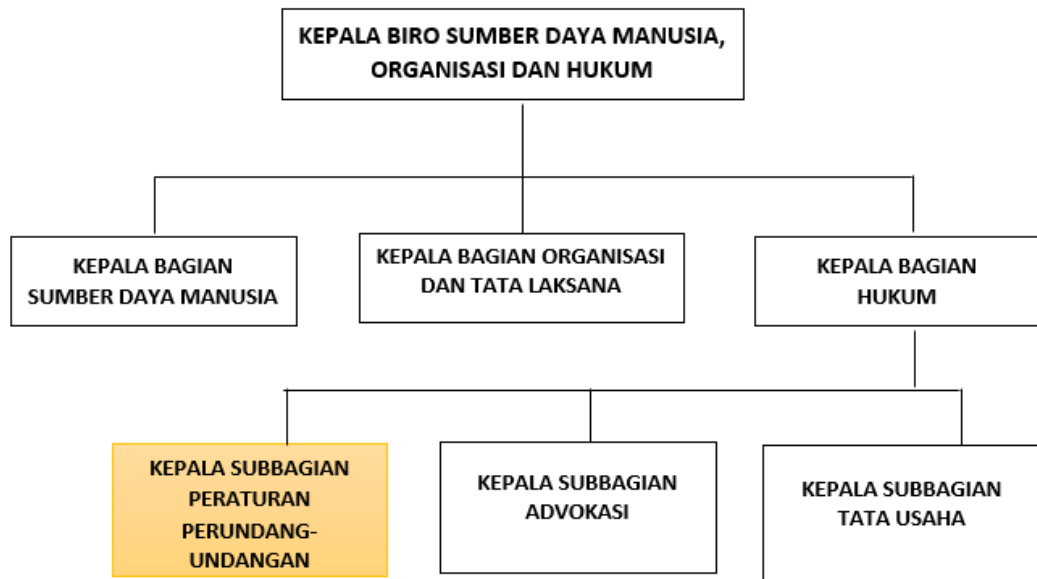 KEPALA BIRO SUMBER DAYA MANUSIA,
ORGANISASI DAN HUKUM
KEPALA BAGIAN
SUMBER DAYA MANUSIA
KEPALA BAGIAN ORGANISASI
DAN TATA LAKSANA
KEPALA BAGIAN
HUKUM
KEPALA SUBBAGIAN
PERATURAN
PERUNDANG-
UNDANGAN
KEPALA SUBBAGIAN
ADVOKASI
KEPALA SUBBAGIAN
TATA USAHA